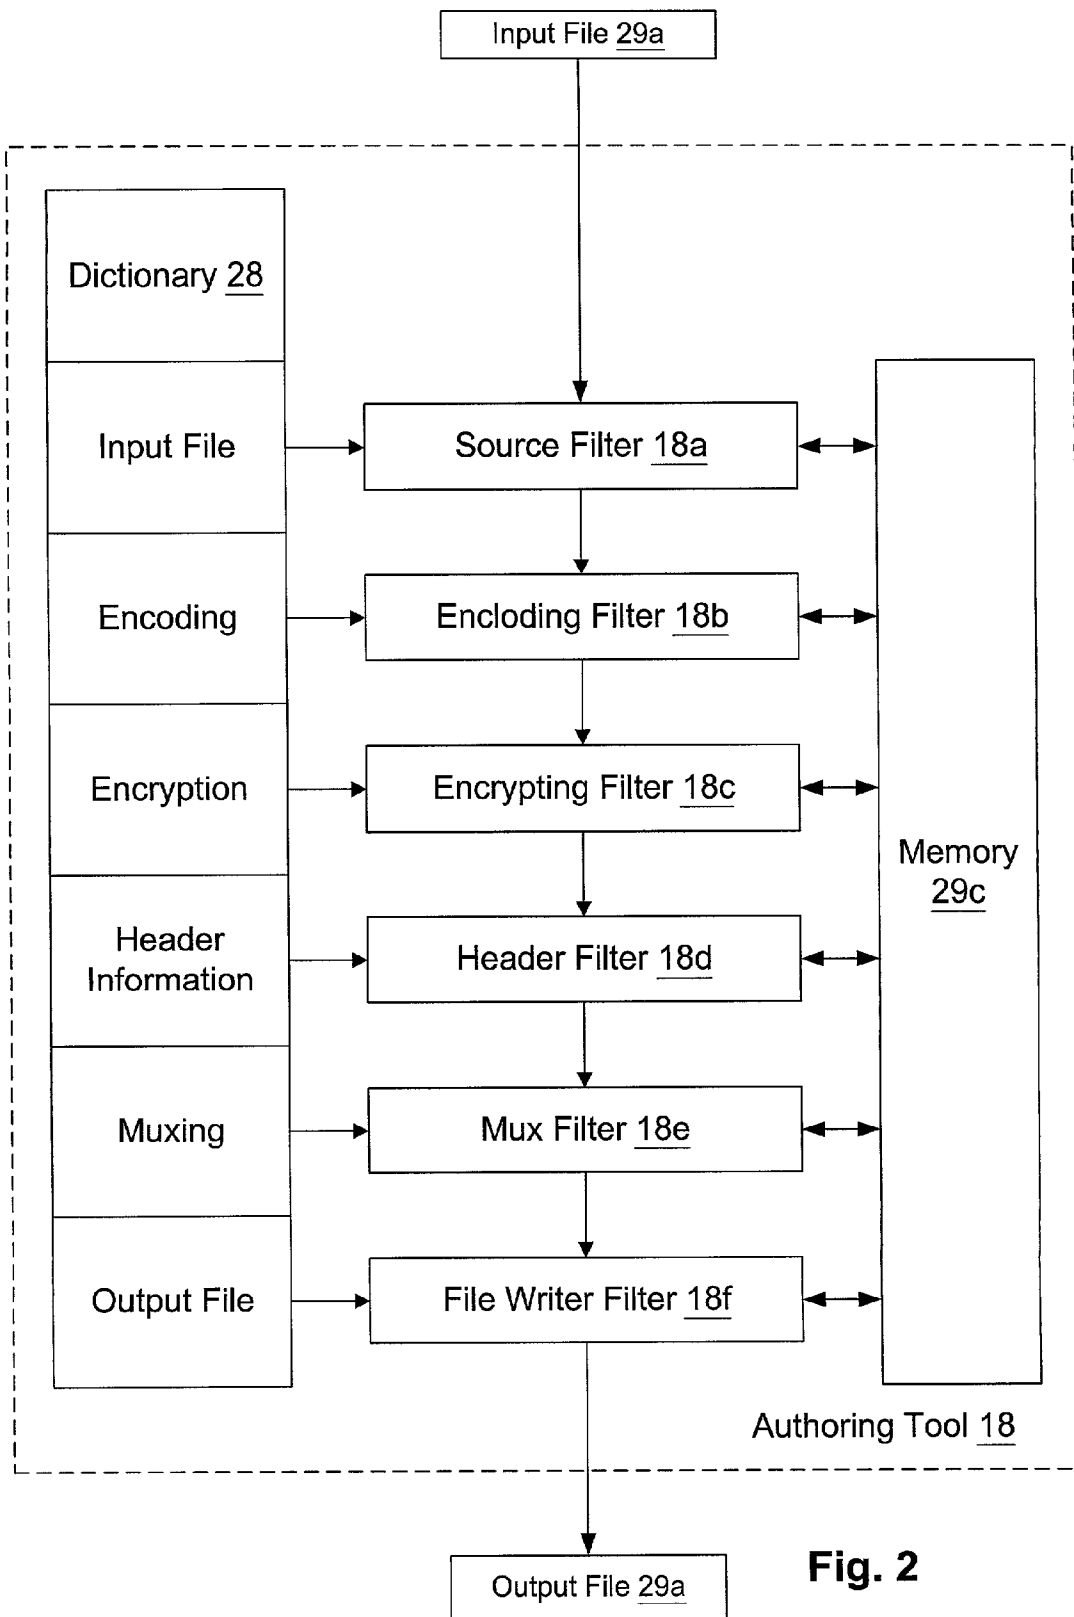 Input File 29a
Dictionary 28
Input File
Source Filter 18a
Encoding
Encloding Filter 18b
Encryption
Encrypting Filter 18c
Memory
29c
Header
Information
Header Filter 18d
Muxing
Mux Filter 18e
Output File
File Writer Filter 18f
Authoring Tool 18
Output File 29a
Fig. 2